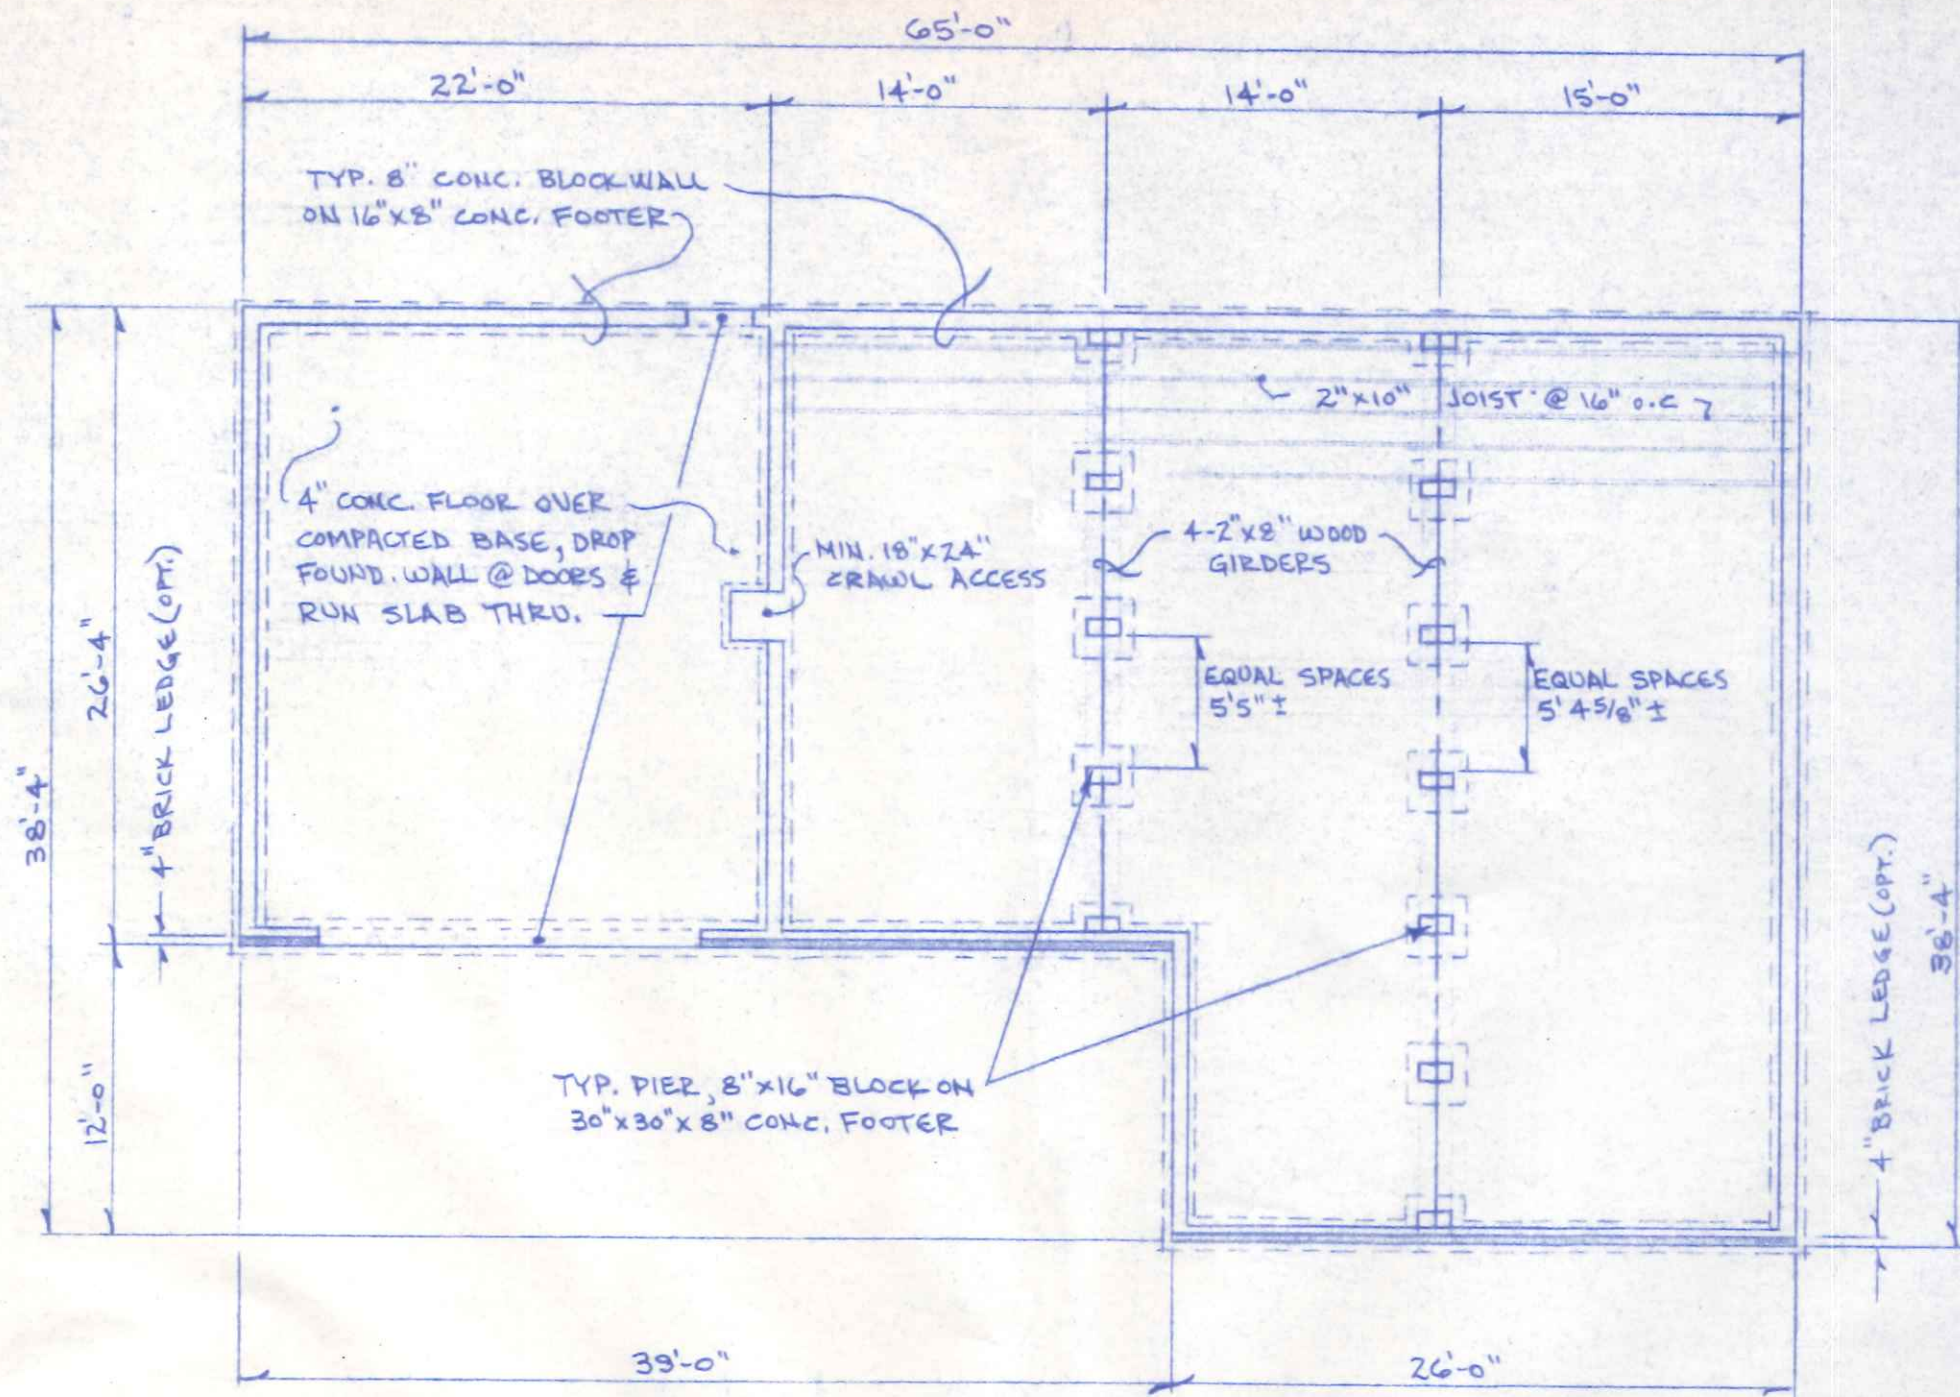 65'-0"
22'-0"
14'-0"
14'-0"
15'-0"
TYP. 8" CONC. BLOCK WALL
ON 16"X8" CONC. FOOTER
2"X10" JOIST @ 16" O.C
4" CONC. FLOOR OVER
COMPACTED BASE, DROP
FOUND. WALL @ DOORS &
RUN SLAB THRU.
MIN. 18"X24"
CRAWL ACCESS
4-2"X8" WOOD
GIRDERS
EQUAL SPACES
5'5" ±
EQUAL SPACES
5' 4 5/8" ±
38'-4"
26'-4"
12'-0"
4" BRICK LEDGE (OPT.)
4" BRICK LEDGE (OPT.)
38'-4"
TYP. PIER, 8"X16" BLOCK ON
30"X30"X8" CONC. FOOTER
39'-0"
26'-0"